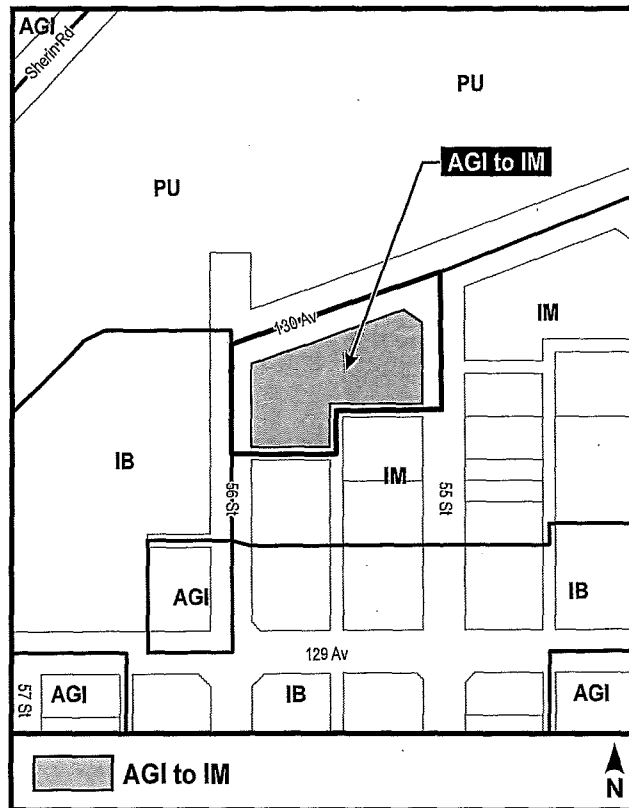 AGI
Sherin Rd
PU
AGI to IM
PU
130 Av
IM
IB
56 St
IM
55 St
AGI
IB
129 Av
57 St
AGI
IB
AGI
AGI to IM
N